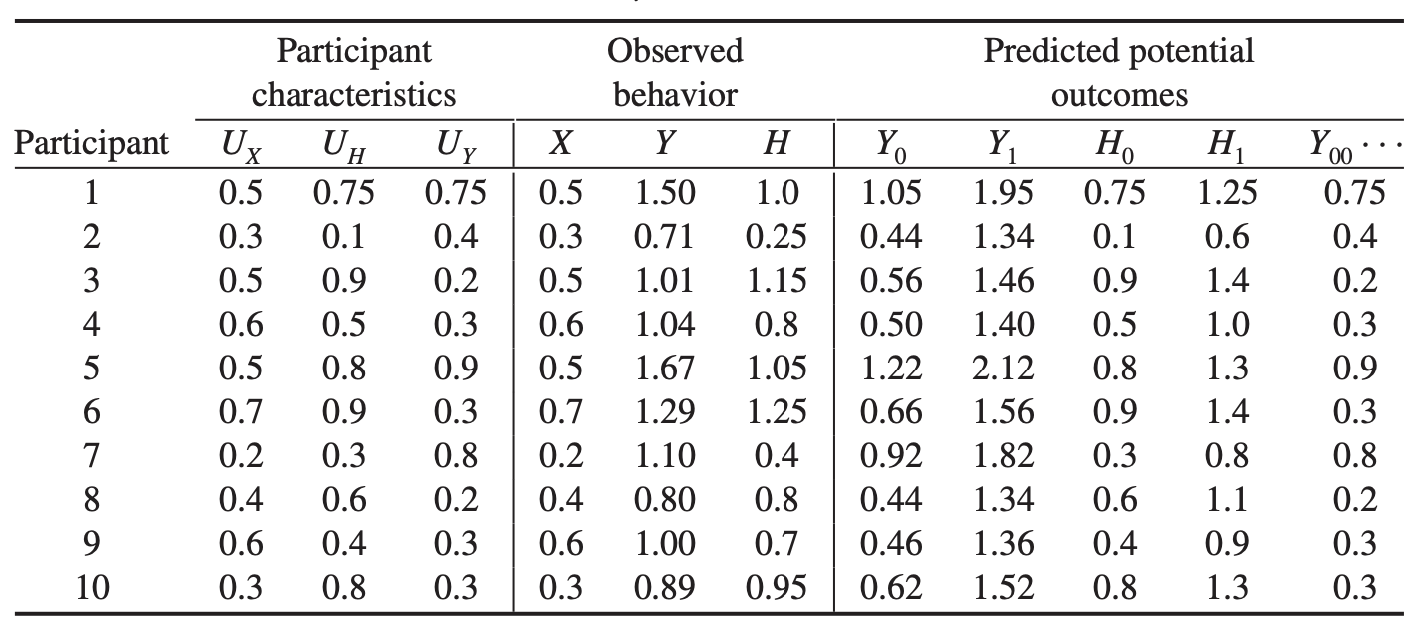 Participant characteristics Observed behavior Predicted potential outcomes
Participant U_X U_H U_Y X Y H Y_0 Y_1 H_0 H_1 Y_00 ···
1 0.5 0.75 0.75 0.5 1.50 1.0 1.05 1.95 0.75 1.25 0.75
2 0.3 0.1 0.4 0.3 0.71 0.25 0.44 1.34 0.1 0.6 0.4
3 0.5 0.9 0.2 0.5 1.01 1.15 0.56 1.46 0.9 1.4 0.2
4 0.6 0.5 0.3 0.6 1.04 0.8 0.50 1.40 0.5 1.0 0.3
5 0.5 0.8 0.9 0.5 1.67 1.05 1.22 2.12 0.8 1.3 0.9
6 0.7 0.9 0.3 0.7 1.29 1.25 0.66 1.56 0.9 1.4 0.3
7 0.2 0.3 0.8 0.2 1.10 0.4 0.92 1.82 0.3 0.8 0.8
8 0.4 0.6 0.2 0.4 0.80 0.8 0.44 1.34 0.6 1.1 0.2
9 0.6 0.4 0.3 0.6 1.00 0.7 0.46 1.36 0.4 0.9 0.3
10 0.3 0.8 0.3 0.3 0.89 0.95 0.62 1.52 0.8 1.3 0.3